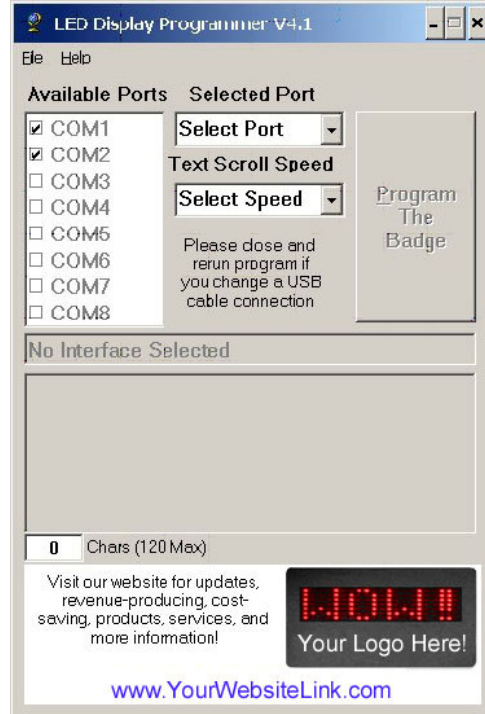 LED Display Programmer V4.1
File Help
Available Ports Selected Port
COM1
COM2
COM3
COM4
COM5
COM6
COM7
COM8
Select Port
Text Scroll Speed
Select Speed
Please close and
rerun program if
you change a USB
cable connection
Program
The
Badge
No Interface Selected
0 Chars (120 Max)
Visit our website for updates,
revenue-producing, cost-
saving, products, services, and
more information!
WOW!!
Your Logo Here!
www.YourWebsiteLink.com